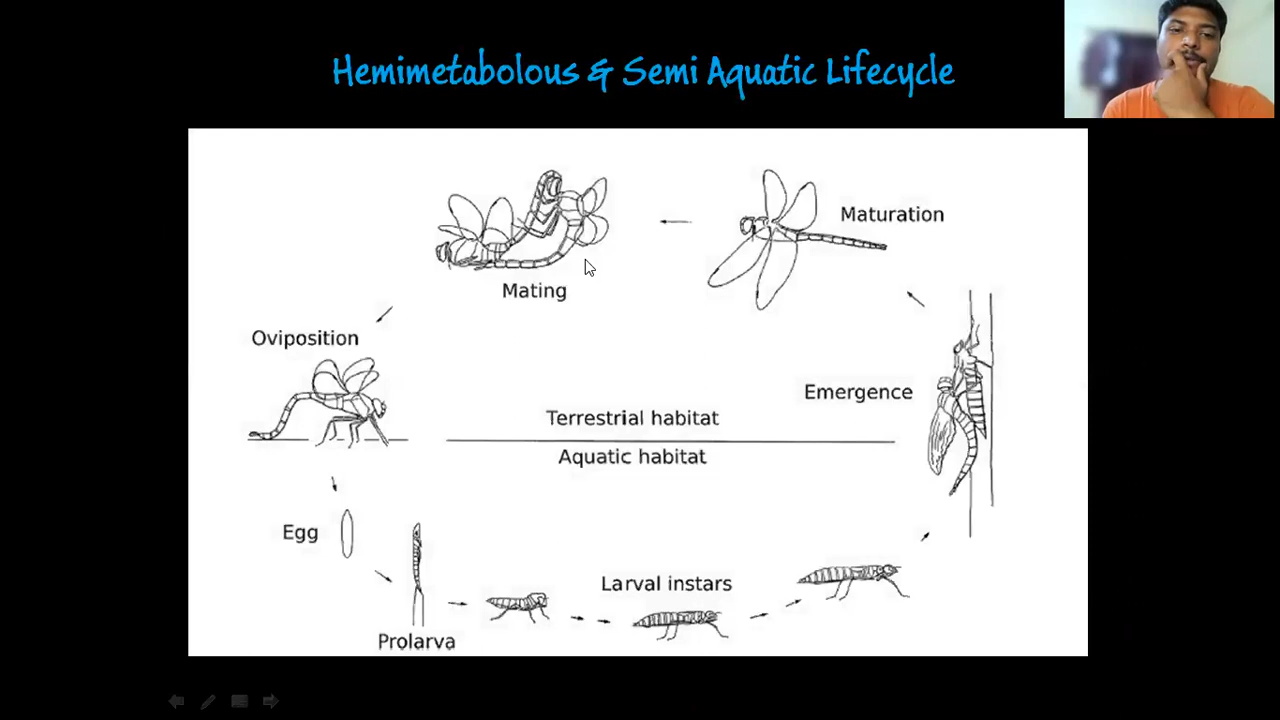 Hemimetabolous & Semi Aquatic Lifecycle
Maturation
Mating
Oviposition
Emergence
Terrestrial habitat
Aquatic habitat
Egg
Larval instars
Prolarva